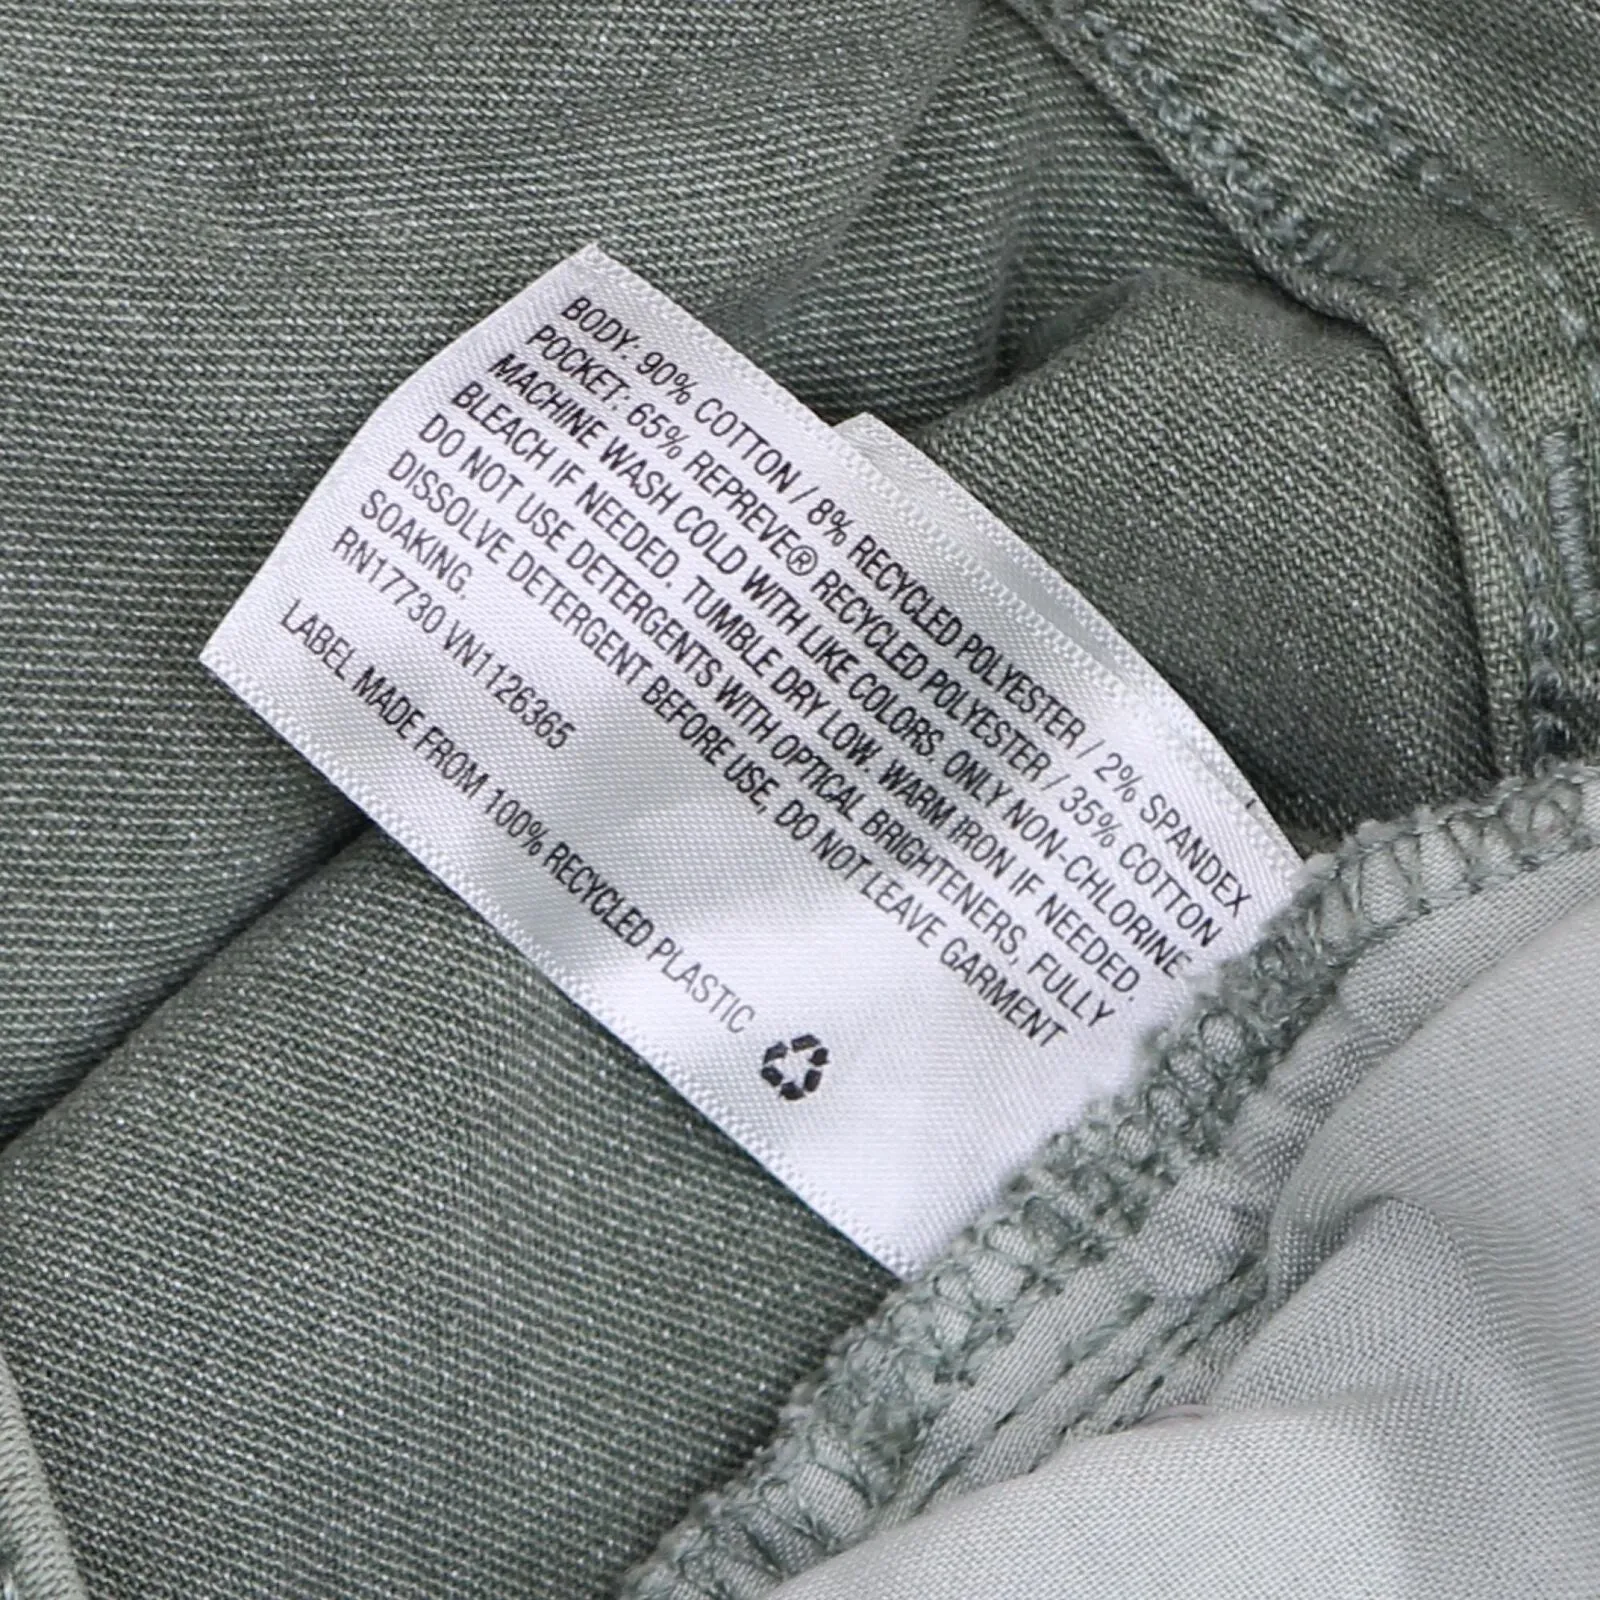 BODY: 90% COTTON / 8% RECYCLED POLYESTER / 2% SPANDEX
POCKET: 65% REPREVE® RECYCLED POLYESTER / 35% COTTON
MACHINE WASH COLD WITH LIKE COLORS. ONLY NON-CHLORINE
BLEACH IF NEEDED. TUMBLE DRY LOW. WARM IRON IF NEEDED.
DO NOT USE DETERGENTS WITH OPTICAL BRIGHTENERS, FULLY
DISSOLVE DETERGENT BEFORE USE, DO NOT LEAVE GARMENT
SOAKING.
RN17730 VN1126365
LABEL MADE FROM 100% RECYCLED PLASTIC